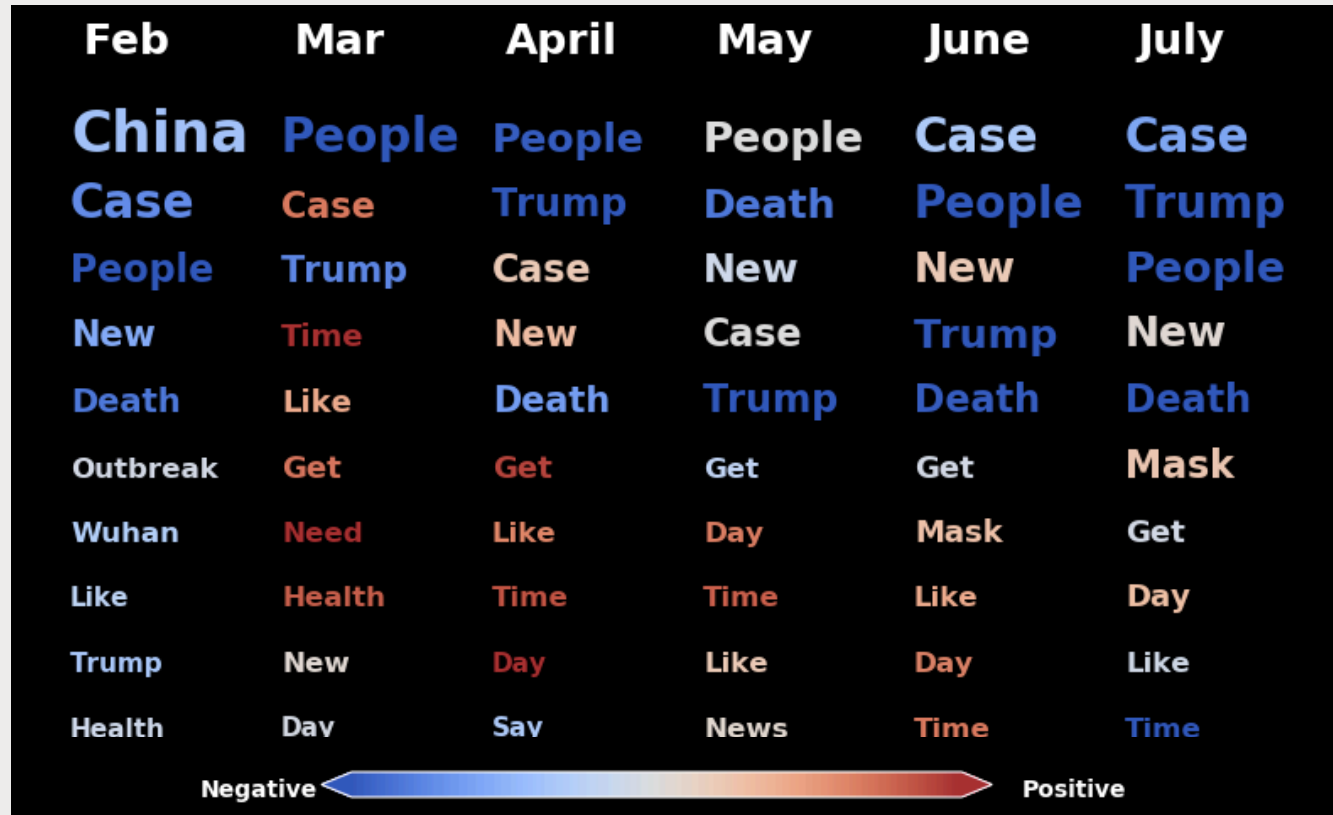 Feb Mar April May June July
China People People People Case Case
Case Case Trump Death People Trump
People Trump Case New New People
New Time New Case Trump New
Death Like Death Trump Death Death
Outbreak Get Get Get Get Mask
Wuhan Need Like Day Mask Get
Like Health Time Time Like Day
Trump New Day Like Day Like
Health Dav Sav News Time Time
Negative Positive